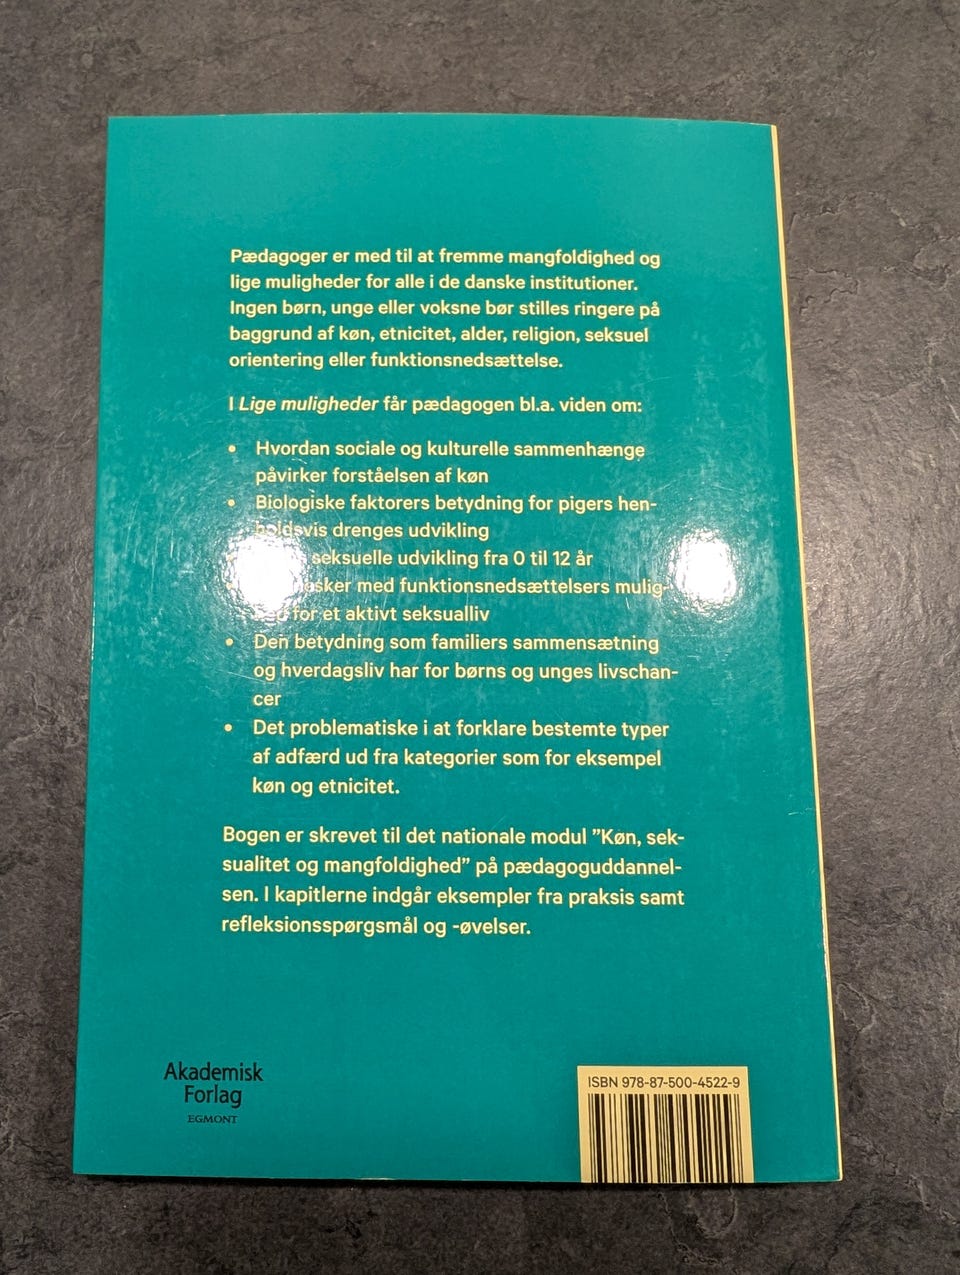 Pædagoger er med til at fremme mangfoldighed og
lige muligheder for alle i de danske institutioner.
Ingen børn, unge eller voksne bør stilles ringere på
baggrund af køn, etnicitet, alder, religion, seksuel
orientering eller funktionsnedsættelse.
I Lige muligheder får pædagogen bl.a. viden om:
• Hvordan sociale og kulturelle sammenhænge
påvirker forståelsen af køn
• Biologiske faktorers betydning for pigers hen-
holdsvis drenges udvikling
seksuelle udvikling fra 0 til 12 år
med funktionsnedsættelsers mulig-
for et aktivt seksualliv
• Den betydning som familiers sammensætning
og hverdagsliv har for børns og unges livschan-
cer
• Det problematiske i at forklare bestemte typer
af adfærd ud fra kategorier som for eksempel
køn og etnicitet.
Bogen er skrevet til det nationale modul ”Køn, sek-
sualitet og mangfoldighed” på pædagoguddannel-
sen. I kapitlerne indgår eksempler fra praksis samt
refleksionsspørgsmål og -øvelser.
Akademisk
Forlag
EGMONT
ISBN 978-87-500-4522-9